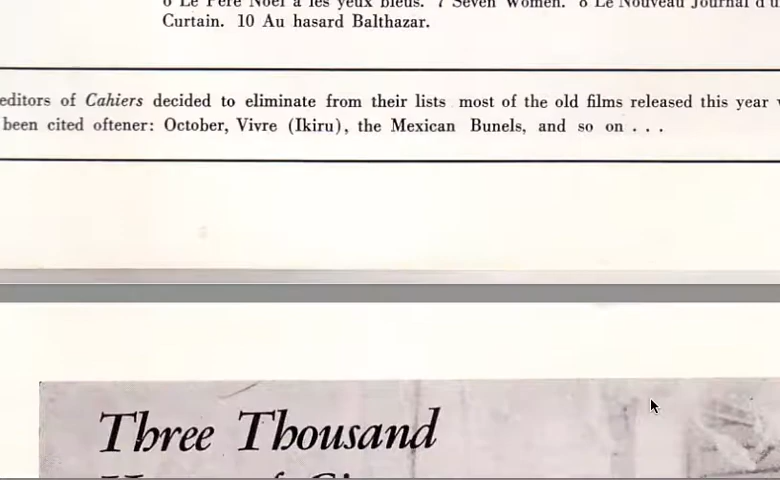 6 Le Père Noël a les yeux bleus. 7 Seven Women. 8 Le Nouveau Journal d'u
Curtain. 10 Au hasard Balthazar.
editors of Cahiers decided to eliminate from their lists most of the old films released this year
been cited oftener: October, Vivre (Ikiru), the Mexican Bunels, and so on . . .
Three Thousand